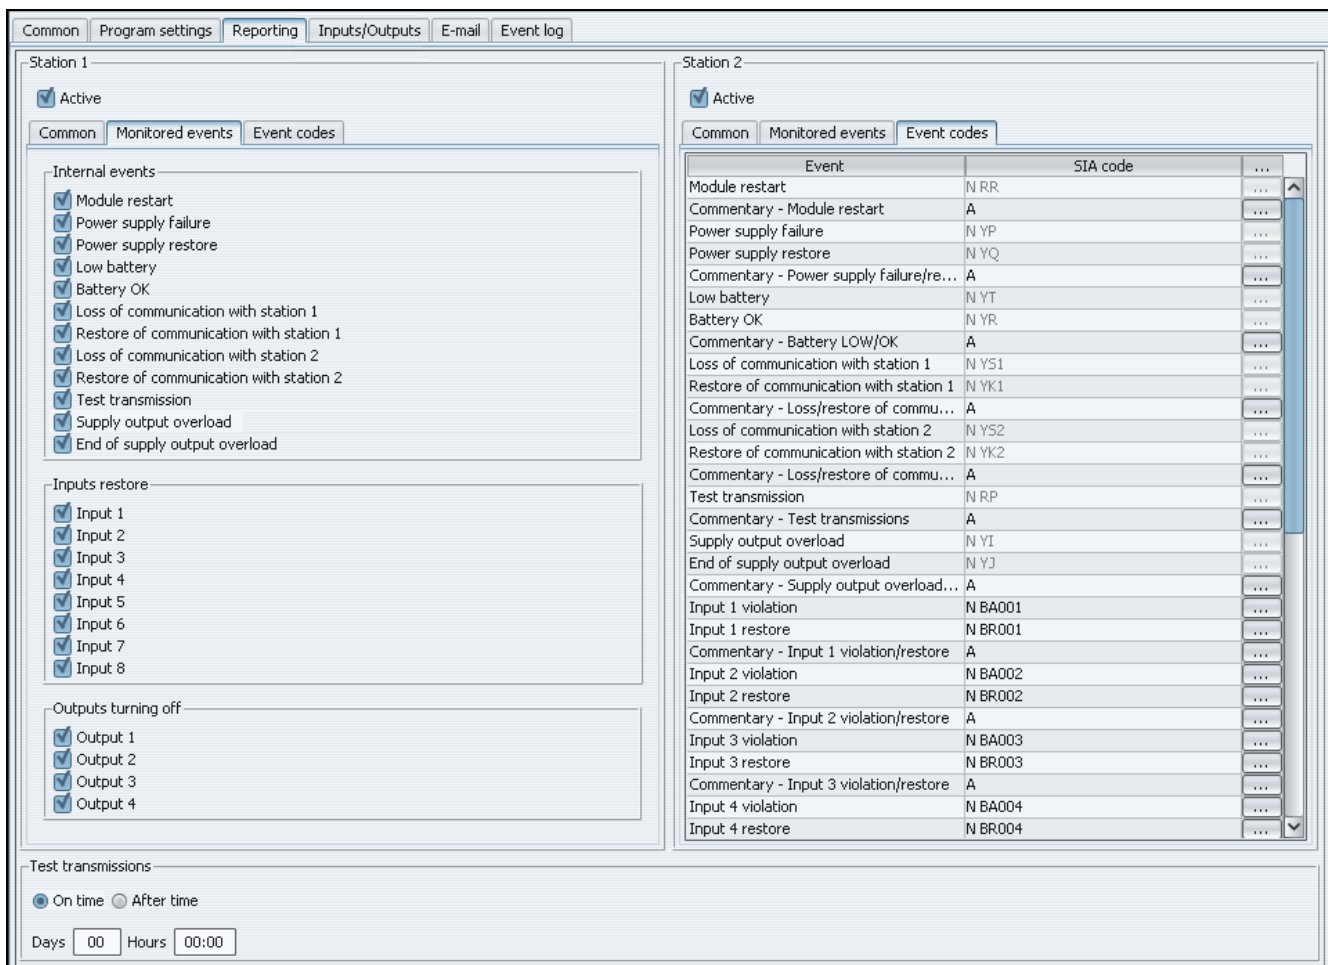 Common Program settings Reporting Inputs/Outputs E-mail Event log
Station 1
Active
Common Monitored events Event codes
Internal events
Module restart
Power supply failure
Power supply restore
Low battery
Battery OK
Loss of communication with station 1
Restore of communication with station 1
Loss of communication with station 2
Restore of communication with station 2
Test transmission
Supply output overload
End of supply output overload
Inputs restore
Input 1
Input 2
Input 3
Input 4
Input 5
Input 6
Input 7
Input 8
Outputs turning off
Output 1
Output 2
Output 3
Output 4
Station 2
Active
Common Monitored events Event codes
Event SIA code ...
Module restart N RR ...
Commentary - Module restart A ...
Power supply failure N YP ...
Power supply restore N YQ ...
Commentary - Power supply failure/re... A ...
Low battery N YT ...
Battery OK N YR ...
Commentary - Battery LOW/OK A ...
Loss of communication with station 1 N YS1 ...
Restore of communication with station 1 N YK1 ...
Commentary - Loss/restore of commu... A ...
Loss of communication with station 2 N YS2 ...
Restore of communication with station 2 N YK2 ...
Commentary - Loss/restore of commu... A ...
Test transmission N RP ...
Commentary - Test transmissions A ...
Supply output overload N YI ...
End of supply output overload N YJ ...
Commentary - Supply output overload... A ...
Input 1 violation N BA001 ...
Input 1 restore N BR001 ...
Commentary - Input 1 violation/restore A ...
Input 2 violation N BA002 ...
Input 2 restore N BR002 ...
Commentary - Input 2 violation/restore A ...
Input 3 violation N BA003 ...
Input 3 restore N BR003 ...
Commentary - Input 3 violation/restore A ...
Input 4 violation N BA004 ...
Input 4 restore N BR004 ...
Test transmissions
On time After time
Days 00 Hours 00:00